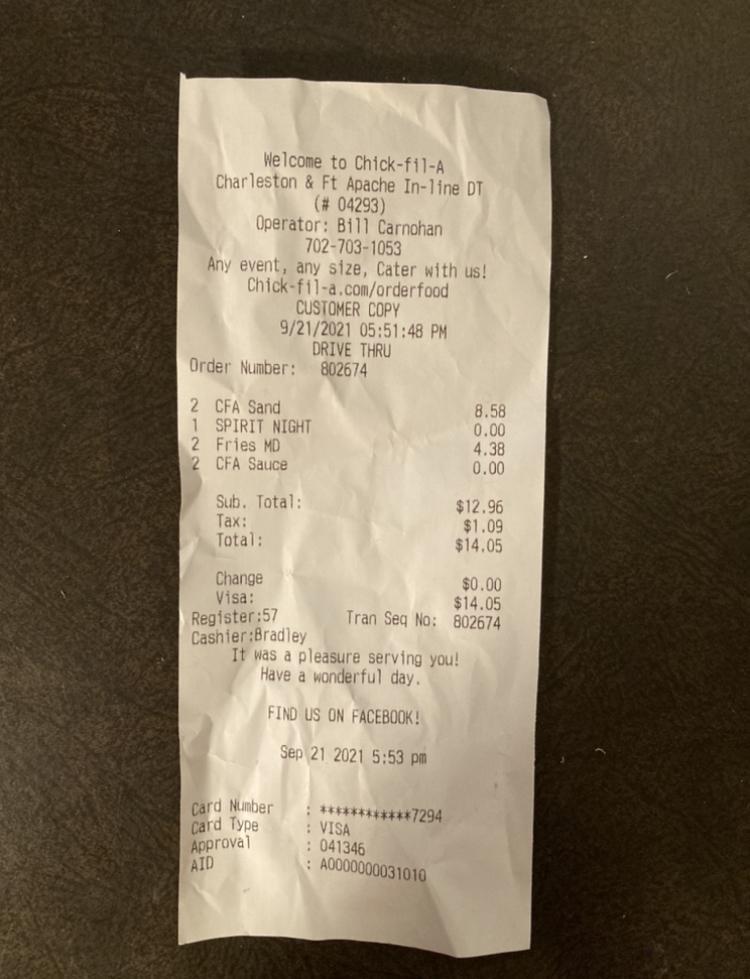 Welcome to Chick-fil-A
Charleston & Ft Apache In-line DT
(# 04293)
Operator: Bill Carnohan
702-703-1053
Any event, any size, Cater with us!
Chick-fil-a.com/orderfood
CUSTOMER COPY
9/21/2021 05:51:48 PM
DRIVE THRU
Order Number: 802674
2 CFA Sand 8.58
1 SPIRIT NIGHT 0.00
2 Fries MD 4.38
2 CFA Sauce 0.00
Sub. Total: $12.96
Tax: $1.09
Total: $14.05
Change $0.00
Visa: $14.05
Register:57 Tran Seq No: 802674
Cashier:Bradley
It was a pleasure serving you!
Have a wonderful day.
FIND US ON FACEBOOK!
Sep 21 2021 5:53 pm
Card Number : ************7294
Card Type : VISA
Approval : 041346
AID : A0000000031010